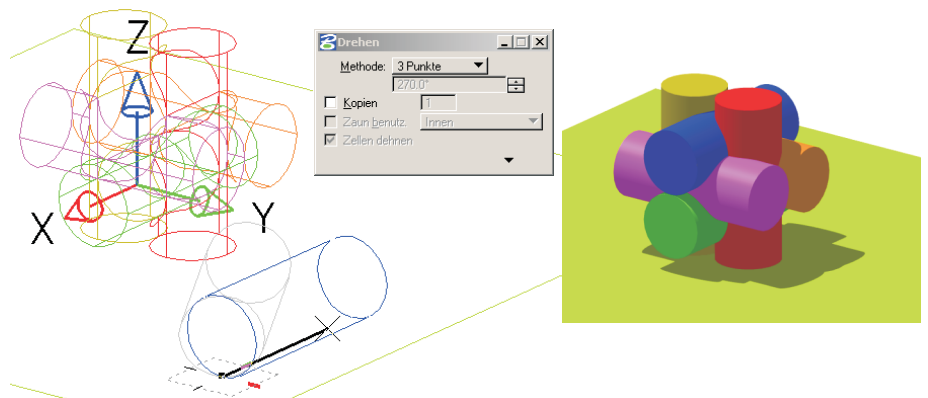 Z
X
Y
Drehen
Methode: 3 Punkte
270.0°
Kopien 1
Zaun benutz. Innen
Zellen dehnen